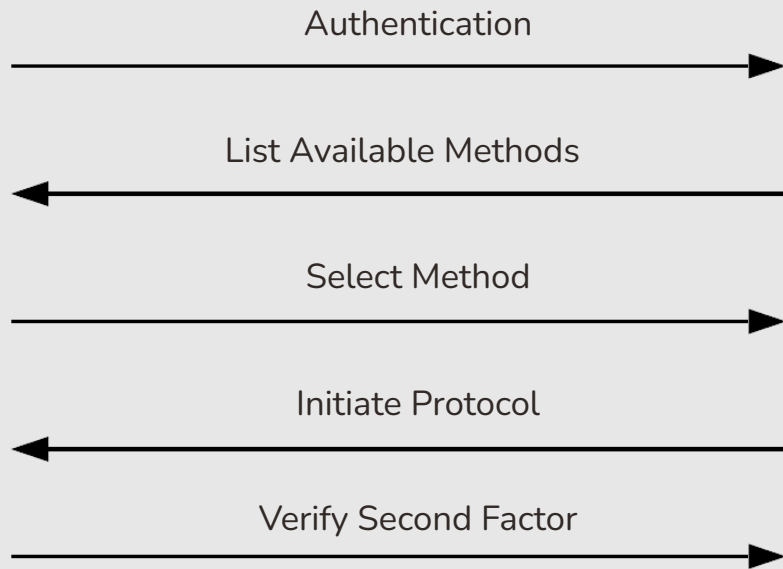 Authentication
List Available Methods
Select Method
Initiate Protocol
Verify Second Factor